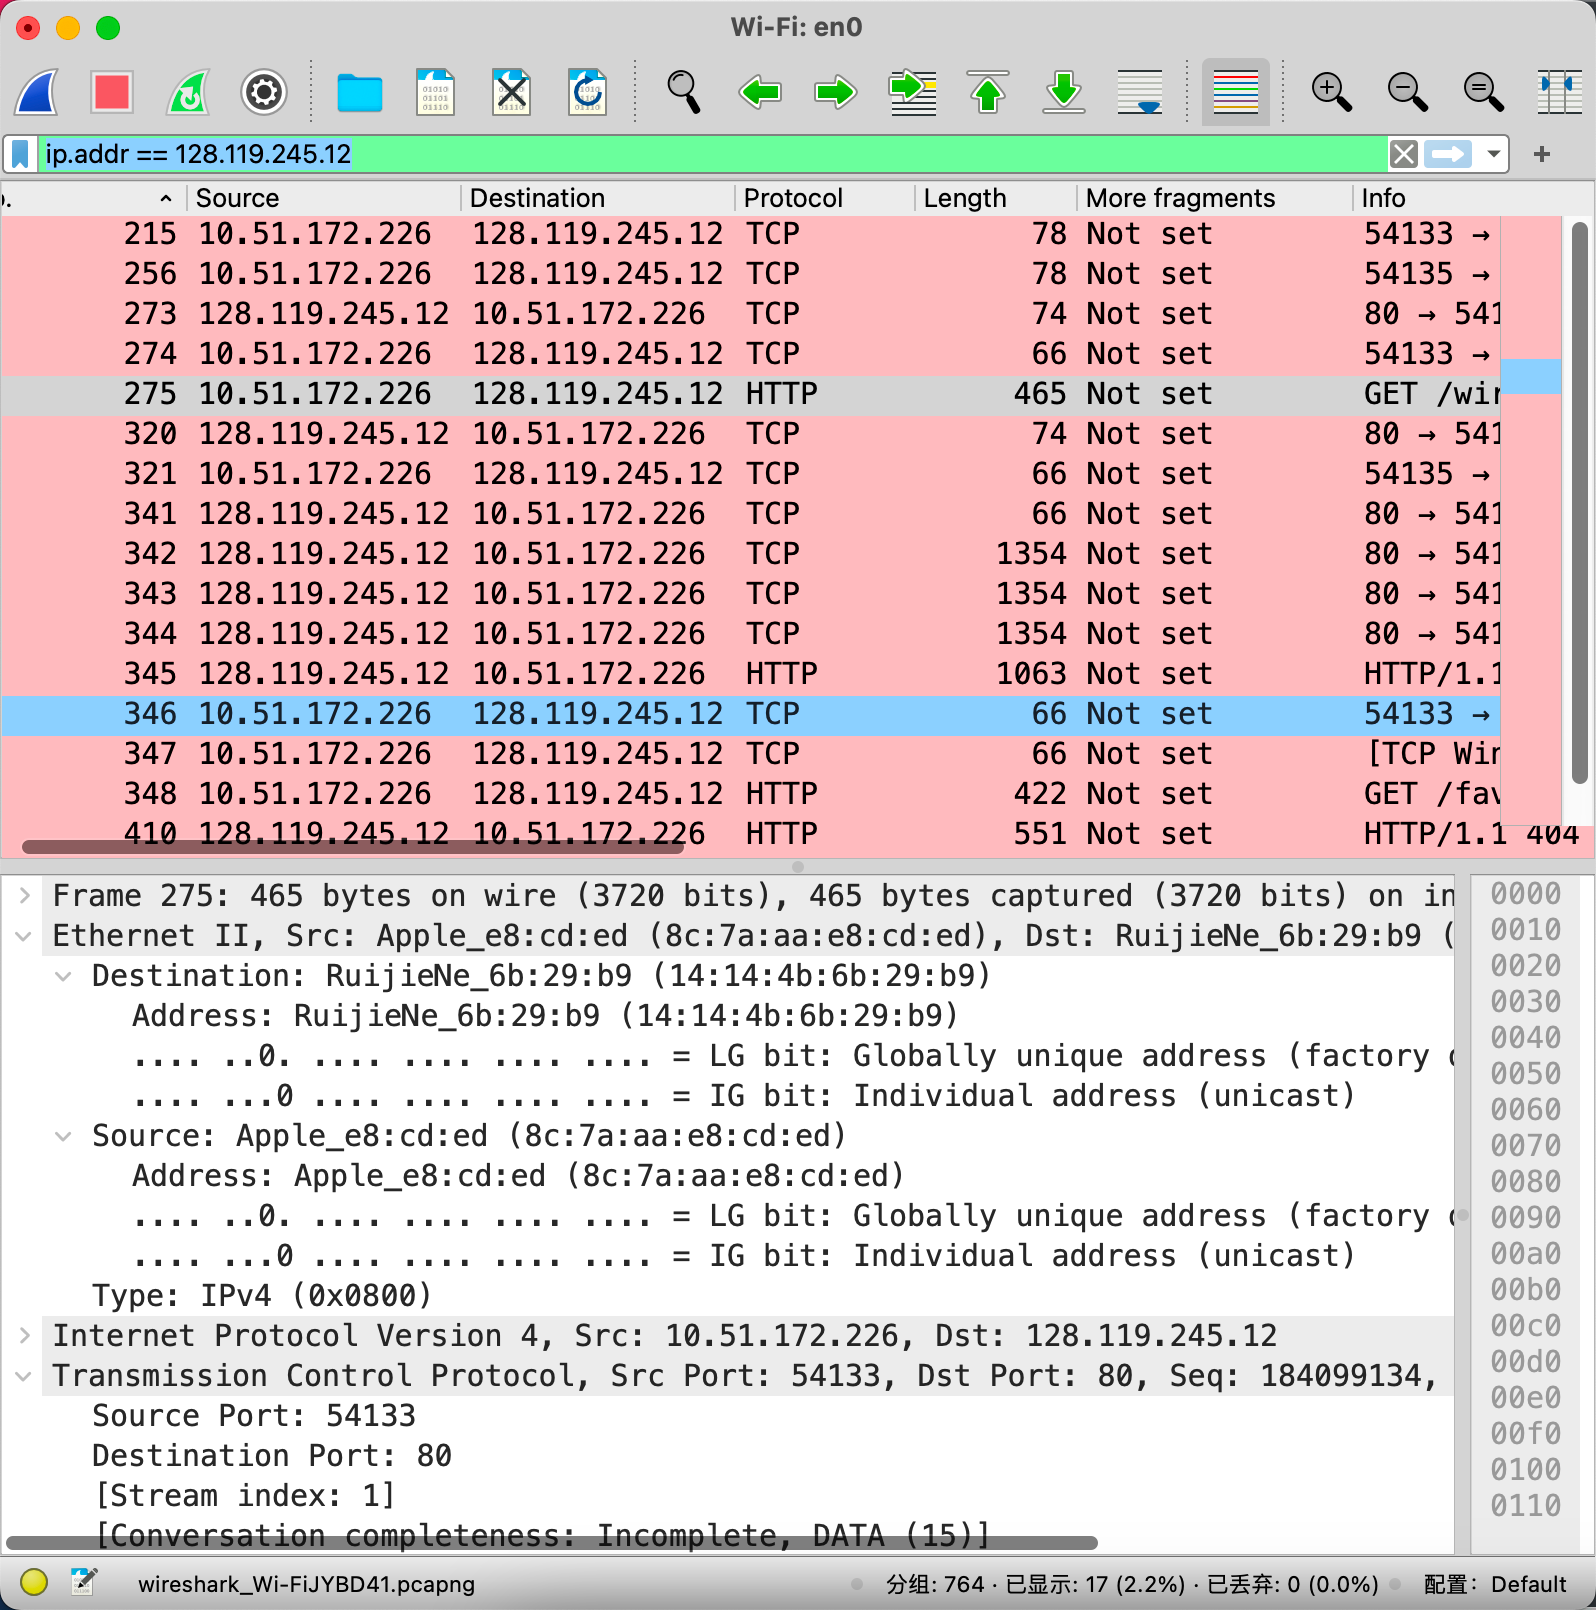 Wi-Fi: en0
ip.addr == 128.119.245.12
Source Destination Protocol Length More fragments Info
215 10.51.172.226 128.119.245.12 TCP 78 Not set 54133 →
256 10.51.172.226 128.119.245.12 TCP 78 Not set 54135 →
273 128.119.245.12 10.51.172.226 TCP 74 Not set 80 → 541
274 10.51.172.226 128.119.245.12 TCP 66 Not set 54133 →
275 10.51.172.226 128.119.245.12 HTTP 465 Not set GET /wir
320 128.119.245.12 10.51.172.226 TCP 74 Not set 80 → 541
321 10.51.172.226 128.119.245.12 TCP 66 Not set 54135 →
341 128.119.245.12 10.51.172.226 TCP 66 Not set 80 → 541
342 128.119.245.12 10.51.172.226 TCP 1354 Not set 80 → 541
343 128.119.245.12 10.51.172.226 TCP 1354 Not set 80 → 541
344 128.119.245.12 10.51.172.226 TCP 1354 Not set 80 → 541
345 128.119.245.12 10.51.172.226 HTTP 1063 Not set HTTP/1.1
346 10.51.172.226 128.119.245.12 TCP 66 Not set 54133 →
347 10.51.172.226 128.119.245.12 TCP 66 Not set [TCP Win
348 10.51.172.226 128.119.245.12 HTTP 422 Not set GET /fav
410 128.119.245.12 10.51.172.226 HTTP 551 Not set HTTP/1.1 404
Frame 275: 465 bytes on wire (3720 bits), 465 bytes captured (3720 bits) on in
Ethernet II, Src: Apple_e8:cd:ed (8c:7a:aa:e8:cd:ed), Dst: RuijieNe_6b:29:b9 (
Destination: RuijieNe_6b:29:b9 (14:14:4b:6b:29:b9)
Address: RuijieNe_6b:29:b9 (14:14:4b:6b:29:b9)
.... ..0. .... .... .... .... = LG bit: Globally unique address (factory
.... ...0 .... .... .... .... = IG bit: Individual address (unicast)
Source: Apple_e8:cd:ed (8c:7a:aa:e8:cd:ed)
Address: Apple_e8:cd:ed (8c:7a:aa:e8:cd:ed)
.... ..0. .... .... .... .... = LG bit: Globally unique address (factory
.... ...0 .... .... .... .... = IG bit: Individual address (unicast)
Type: IPv4 (0x0800)
Internet Protocol Version 4, Src: 10.51.172.226, Dst: 128.119.245.12
Transmission Control Protocol, Src Port: 54133, Dst Port: 80, Seq: 184099134,
Source Port: 54133
Destination Port: 80
[Stream index: 1]
[Conversation completeness: Incomplete, DATA (15)]
0000
0010
0020
0030
0040
0050
0060
0070
0080
0090
00a0
00b0
00c0
00d0
00e0
00f0
0100
0110
wireshark_Wi-FiJYBD41.pcapng
分组: 764 · 已显示: 17 (2.2%) · 已丢弃: 0 (0.0%)
配置： Default